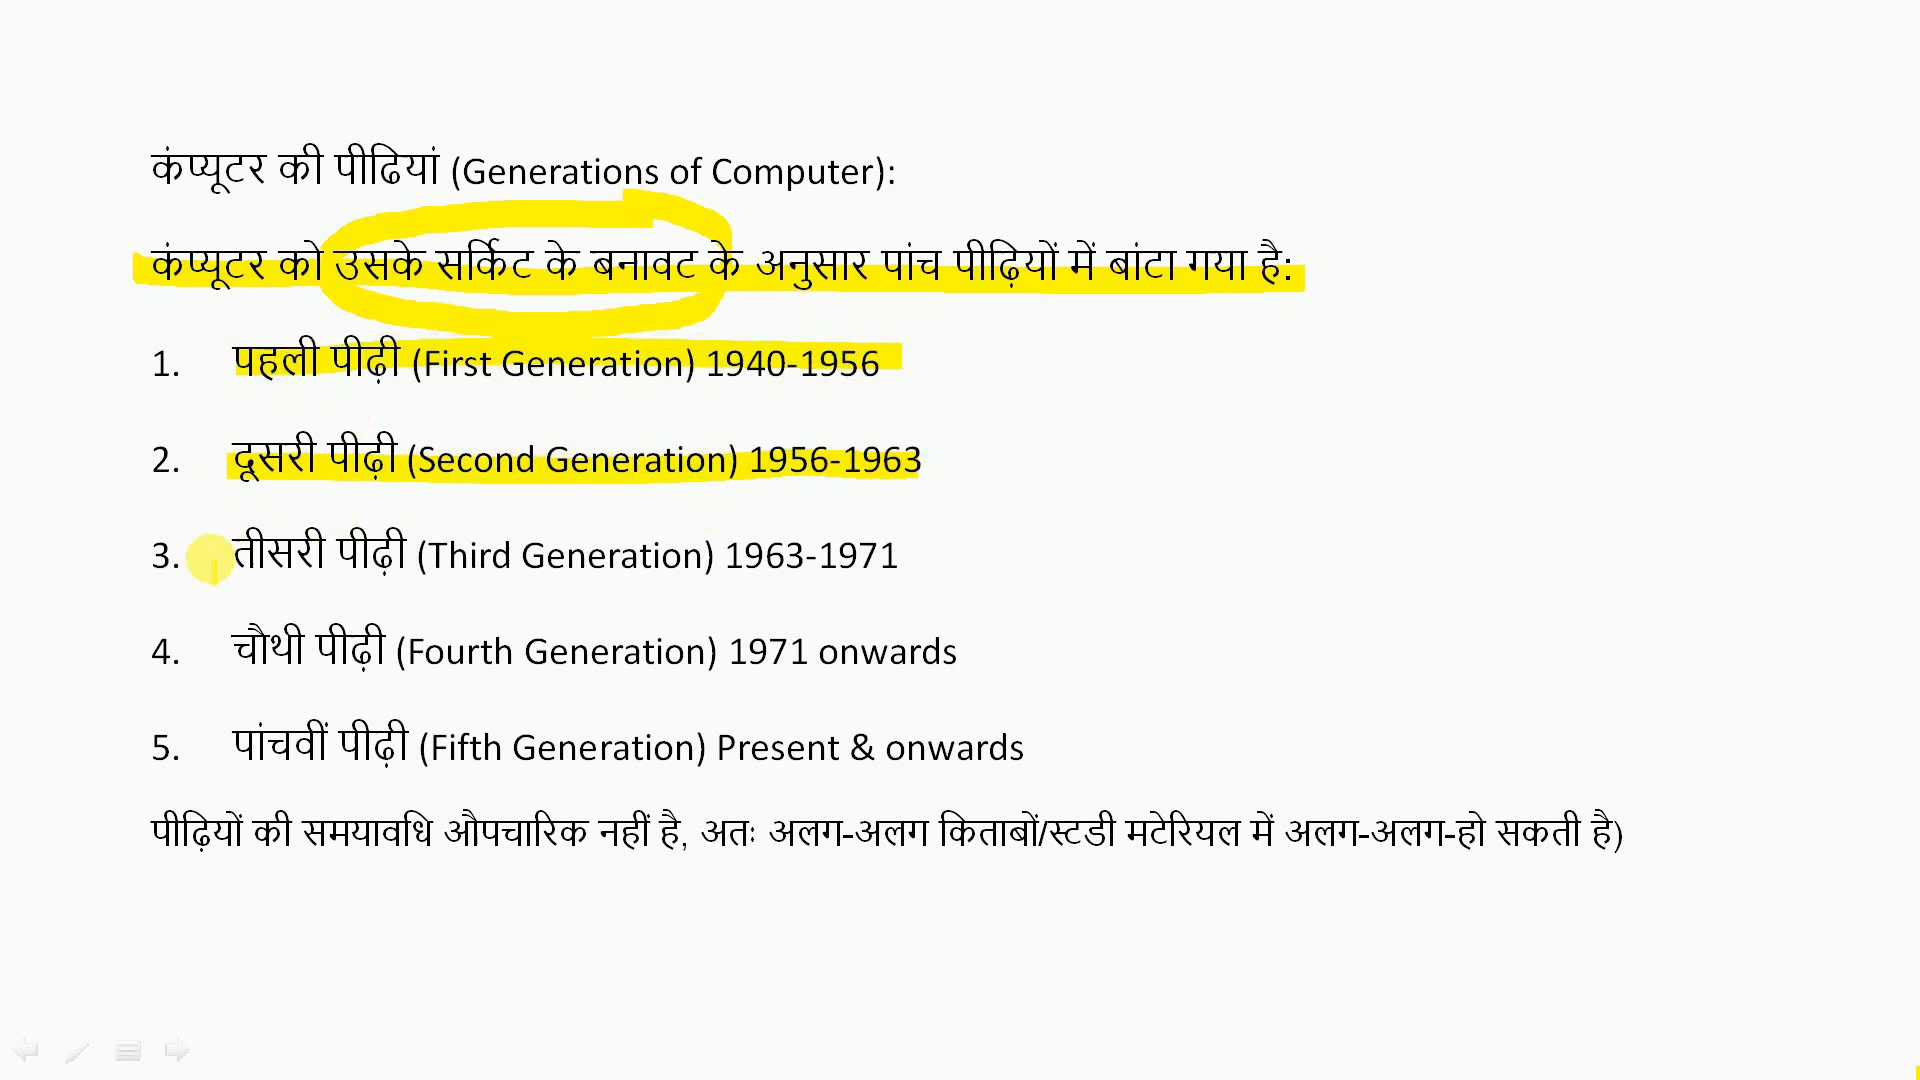 कंप्यूटर की पीढियां (Generations of Computer):
कंप्यूटर को उसके सर्किट के बनावट के अनुसार पांच पीढ़ियों में बांटा गया है:
1. पहली पीढ़ी (First Generation) 1940-1956
2. दूसरी पीढ़ी (Second Generation) 1956-1963
3. तीसरी पीढ़ी (Third Generation) 1963-1971
4. चौथी पीढ़ी (Fourth Generation) 1971 onwards
5. पांचवीं पीढ़ी (Fifth Generation) Present & onwards
पीढ़ियों की समयावधि औपचारिक नहीं है, अतः अलग-अलग किताबों/स्टडी मटेरियल में अलग-अलग-हो सकती है)